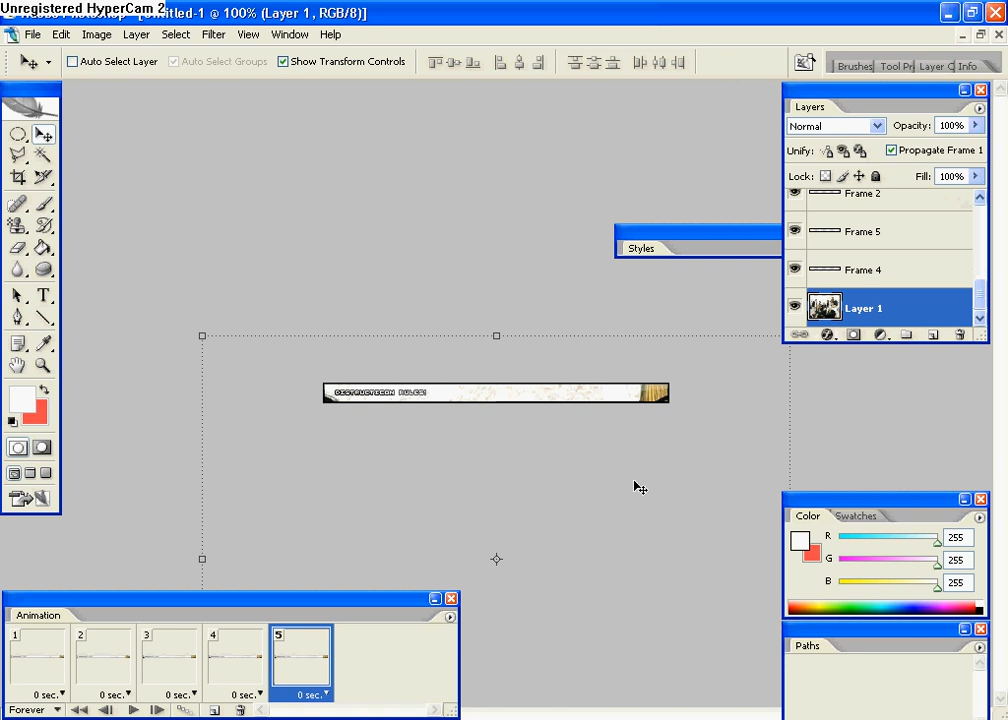 Unregistered HyperCam 2
Untitled-1 @ 100% (Layer 1, RGB/8)]
File Edit Image Layer Select Filter View Window Help
Auto Select Layer Auto Select Groups Show Transform Controls
Brushes Tool Pr Layer C Info
Layers
Normal Opacity: 100%
Unify: Propagate Frame 1
Lock: Fill: 100%
Frame 2
Styles
Frame 5
Frame 4
Layer 1
DISTRUCTICON RULES!
Color Swatches
R 255
G 255
B 255
Animation
1 2 3 4 5
0 sec. 0 sec. 0 sec. 0 sec. 0 sec.
Forever
Paths